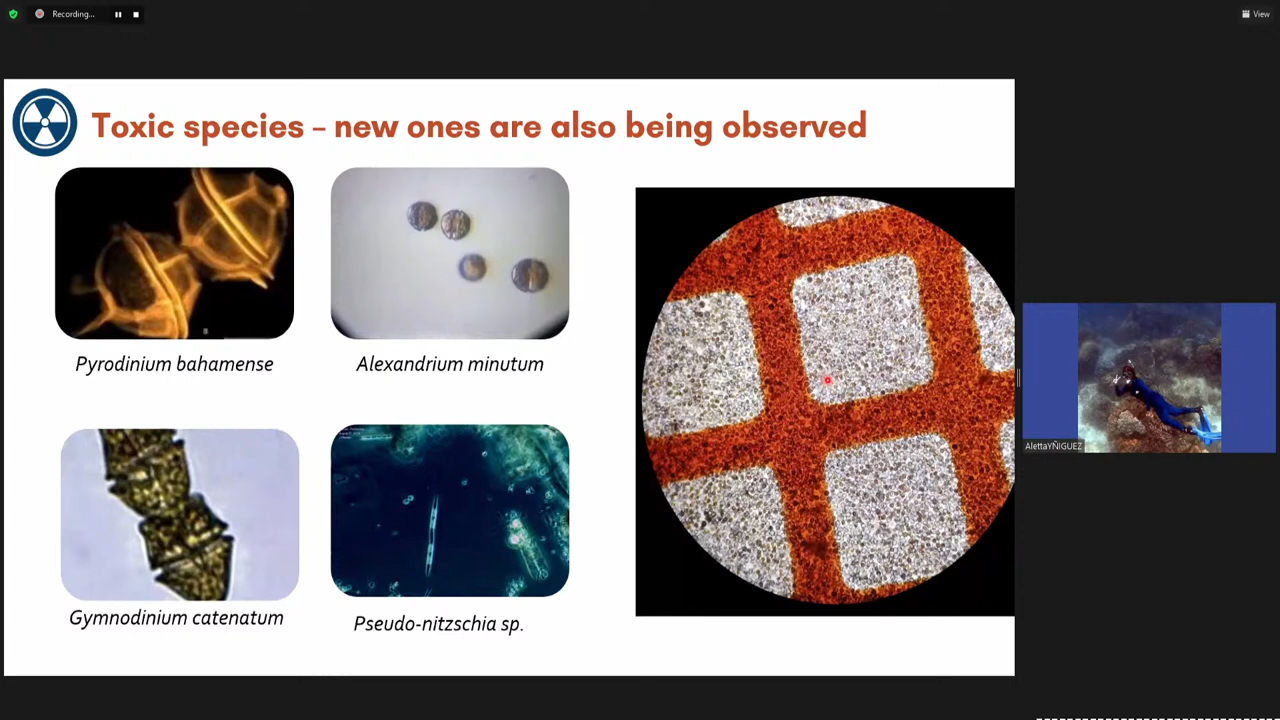 Recording...
View
Toxic species – new ones are also being observed
Pyrodinium bahamense
Alexandrium minutum
Gymnodinium catenatum
Pseudo-nitzschia sp.
AlettaYÑIGUEZ